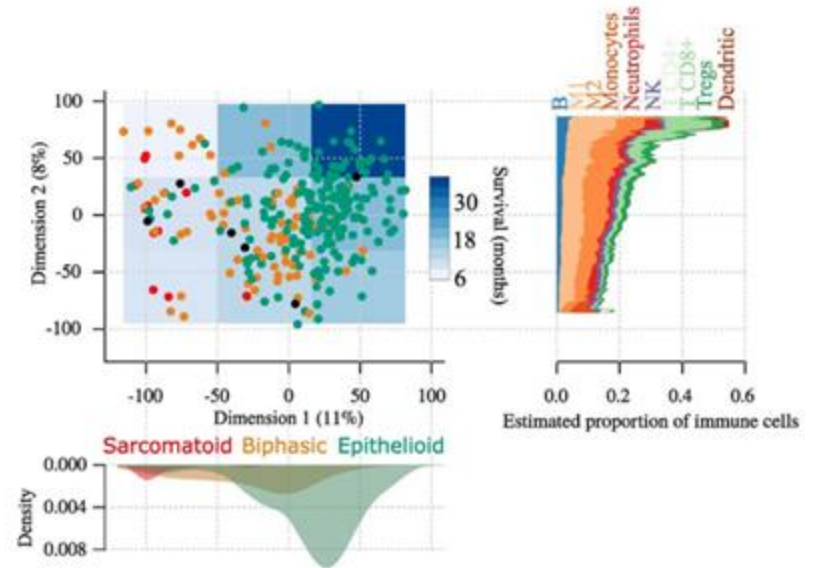 B
M1
M2
Monocytes
Neutrophils
NK
T CD8+
Tregs
Dendritic
100
50
0
-50
-100
Dimension 2 (8%)
30
18
6
Survival (months)
-100 -50 0 50 100
Dimension 1 (11%)
0.0 0.2 0.4 0.6
Estimated proportion of immune cells
Sarcomatoid Biphasic Epithelioid
0.000
0.004
0.008
Density